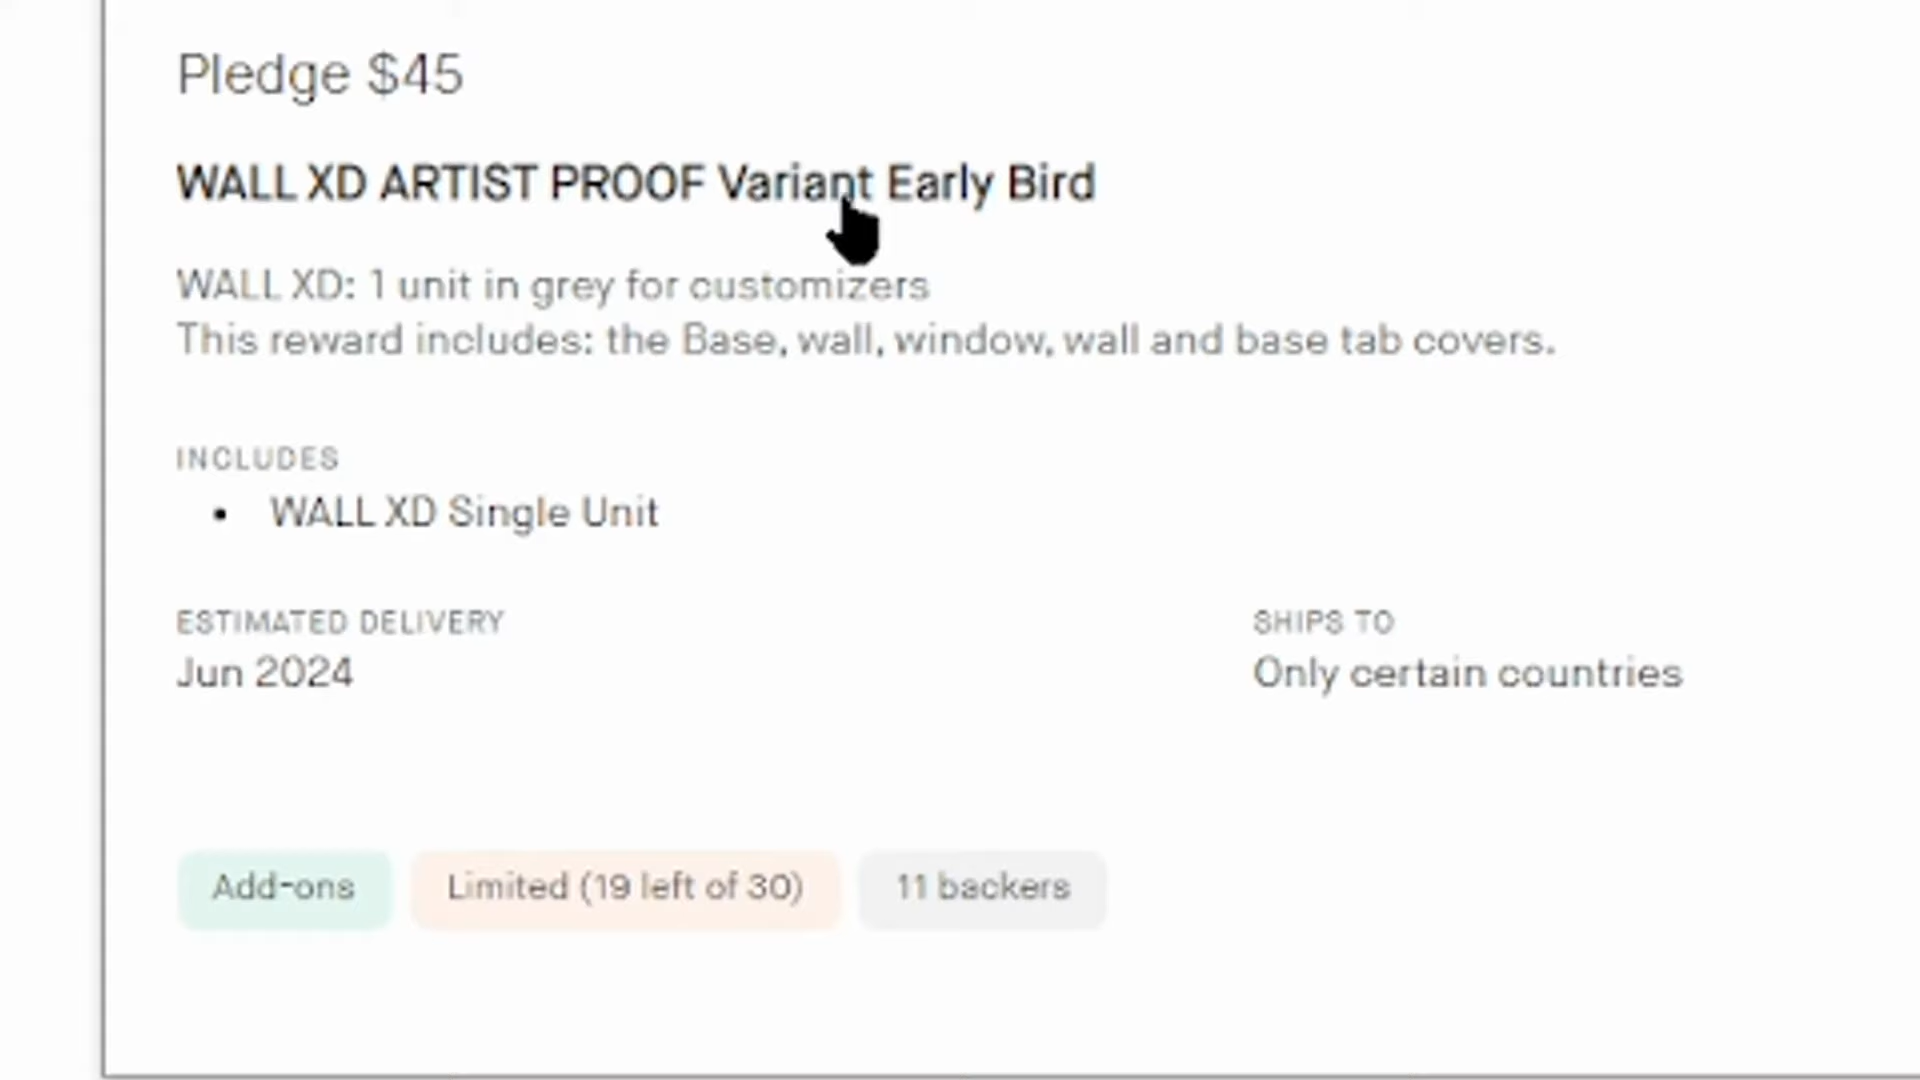 Pledge $45
WALL XD ARTIST PROOF Variant Early Bird
WALL XD: 1 unit in grey for customizers
This reward includes: the Base, wall, window, wall and base tab covers.
INCLUDES
• WALL XD Single Unit
ESTIMATED DELIVERY
Jun 2024
SHIPS TO
Only certain countries
Add-ons
Limited (19 left of 30)
11 backers